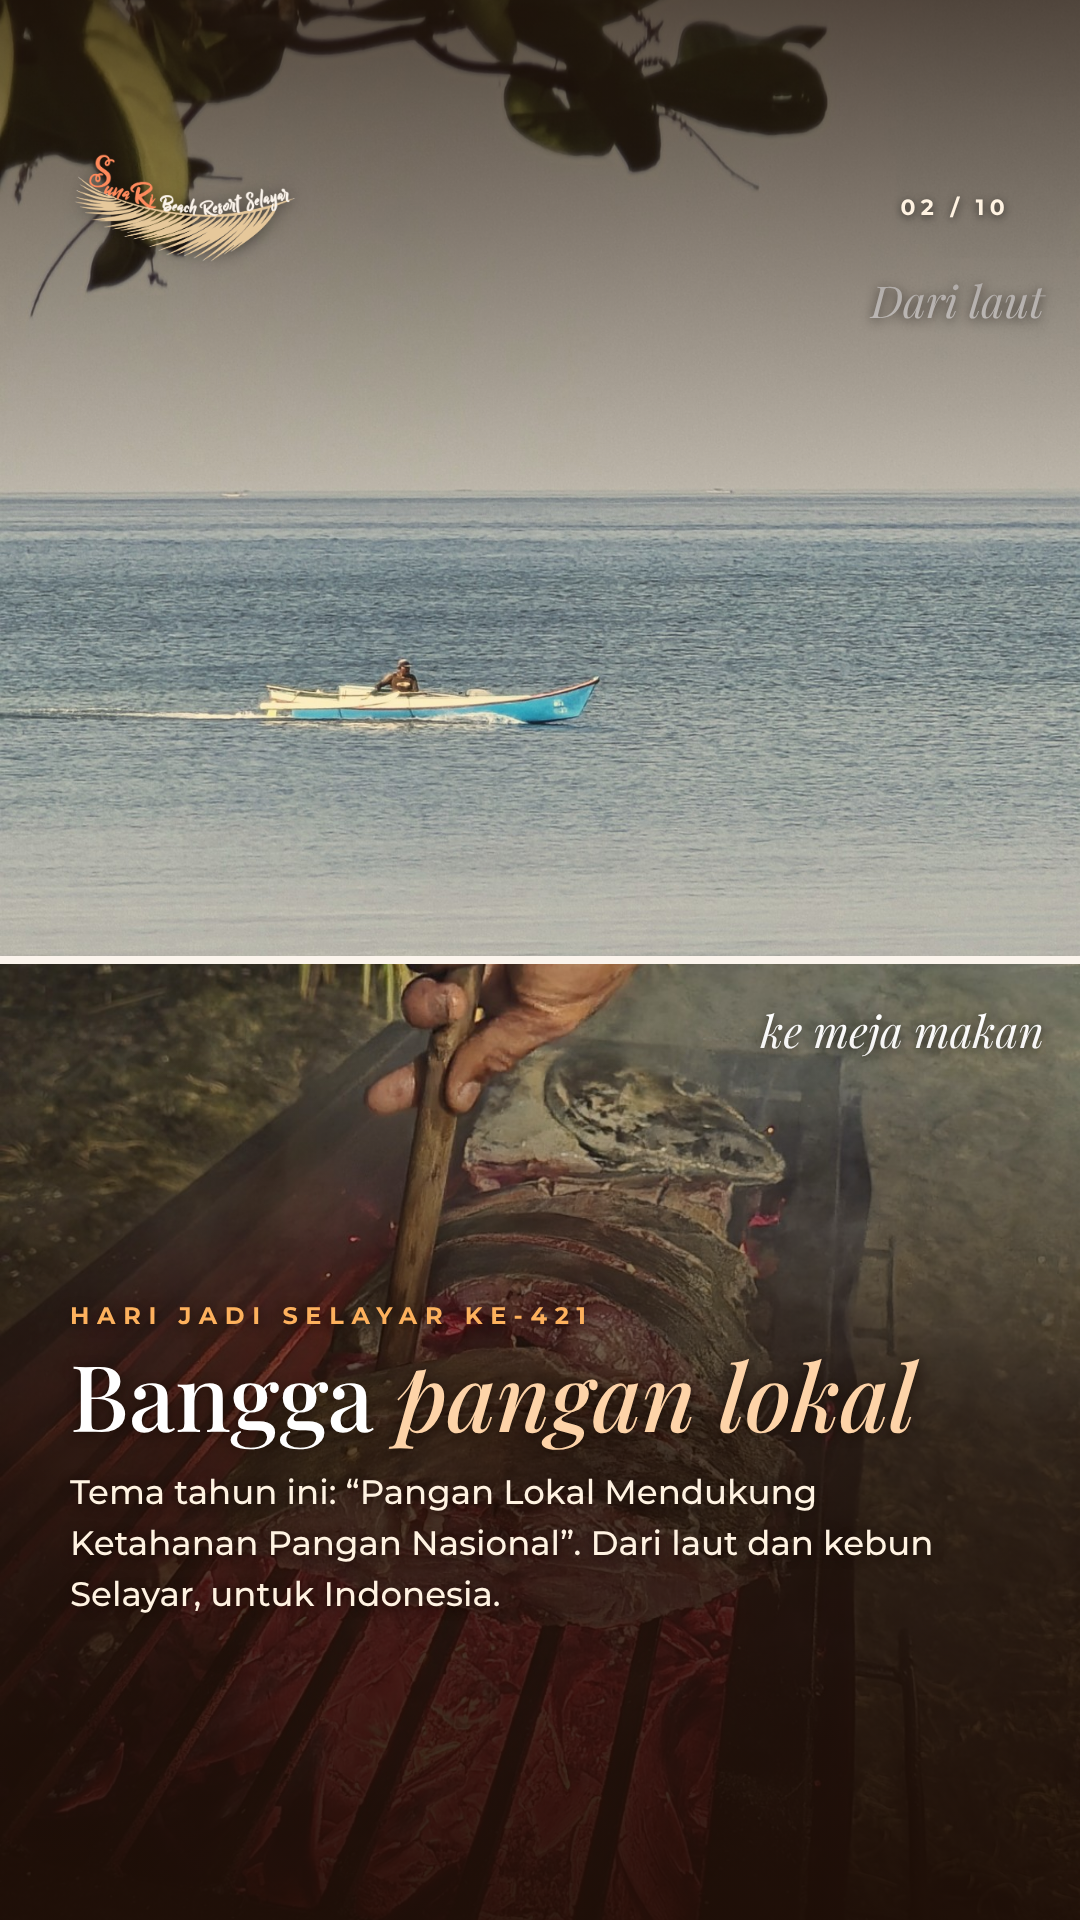 SunaRi Beach Resort Selayar
02 / 10
Dari laut
ke meja makan
HARI JADI SELAYAR KE-421
Bangga pangan lokal
Tema tahun ini: “Pangan Lokal Mendukung
Ketahanan Pangan Nasional”. Dari laut dan kebun
Selayar, untuk Indonesia.